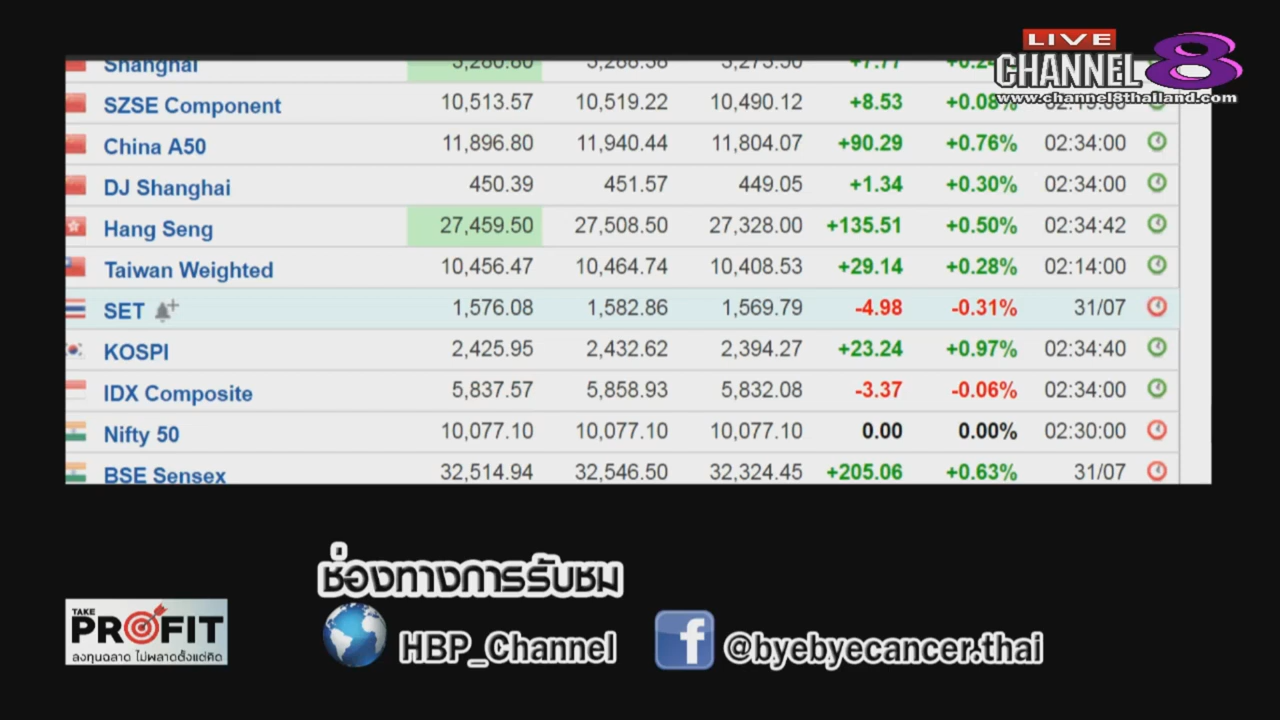 LIVE
CHANNEL 8
www.channel8thailand.com
Shanghai 3,280.80 +7.77
SZSE Component 10,513.57 10,519.22 10,490.12 +8.53 +0.08%
China A50 11,896.80 11,940.44 11,804.07 +90.29 +0.76% 02:34:00
DJ Shanghai 450.39 451.57 449.05 +1.34 +0.30% 02:34:00
Hang Seng 27,459.50 27,508.50 27,328.00 +135.51 +0.50% 02:34:42
Taiwan Weighted 10,456.47 10,464.74 10,408.53 +29.14 +0.28% 02:14:00
SET 1,576.08 1,582.86 1,569.79 -4.98 -0.31% 31/07
KOSPI 2,425.95 2,432.62 2,394.27 +23.24 +0.97% 02:34:40
IDX Composite 5,837.57 5,858.93 5,832.08 -3.37 -0.06% 02:34:00
Nifty 50 10,077.10 10,077.10 10,077.10 0.00 0.00% 02:30:00
BSE Sensex 32,514.94 32,546.50 32,324.45 +205.06 +0.63% 31/07
ช่องทางการรับชม
TAKE
PROFIT
ลงทุนฉลาด ไม่พลาดตั้งแต่คิด
HBP_Channel
@byebyecancer.thai